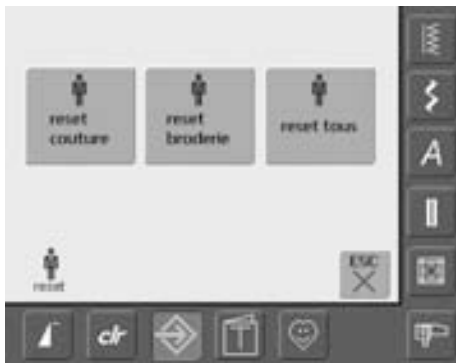 reset
couture
reset
broderie
reset tous
reset
ESC
A
clr